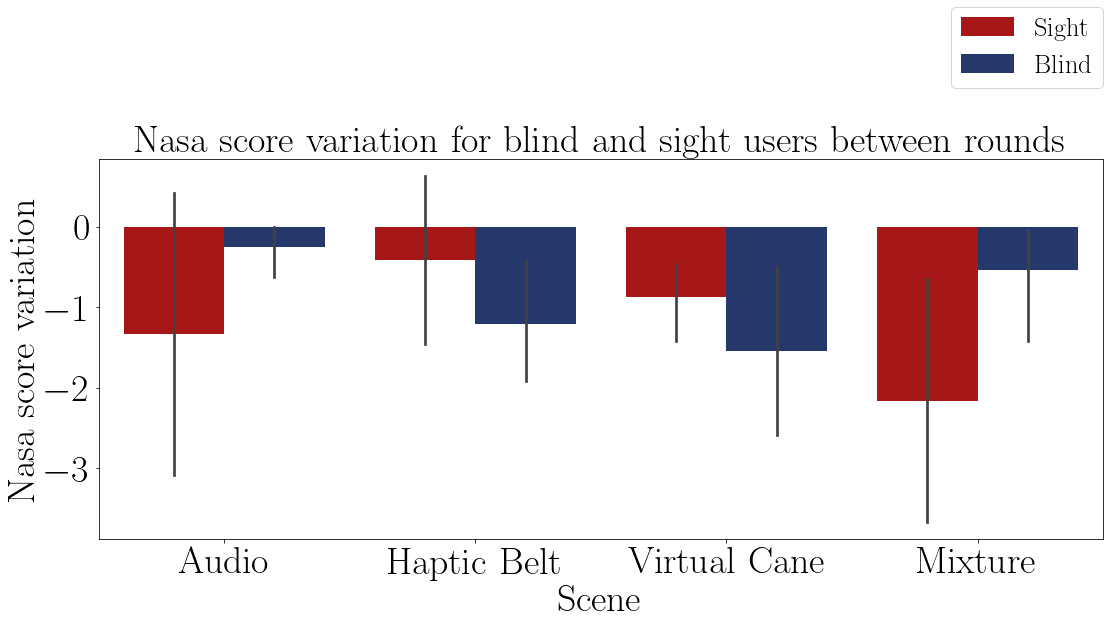 Sight
Blind
Nasa score variation for blind and sight users between rounds
Nasa score variation
0
−1
−2
−3
Audio
Haptic Belt
Virtual Cane
Mixture
Scene